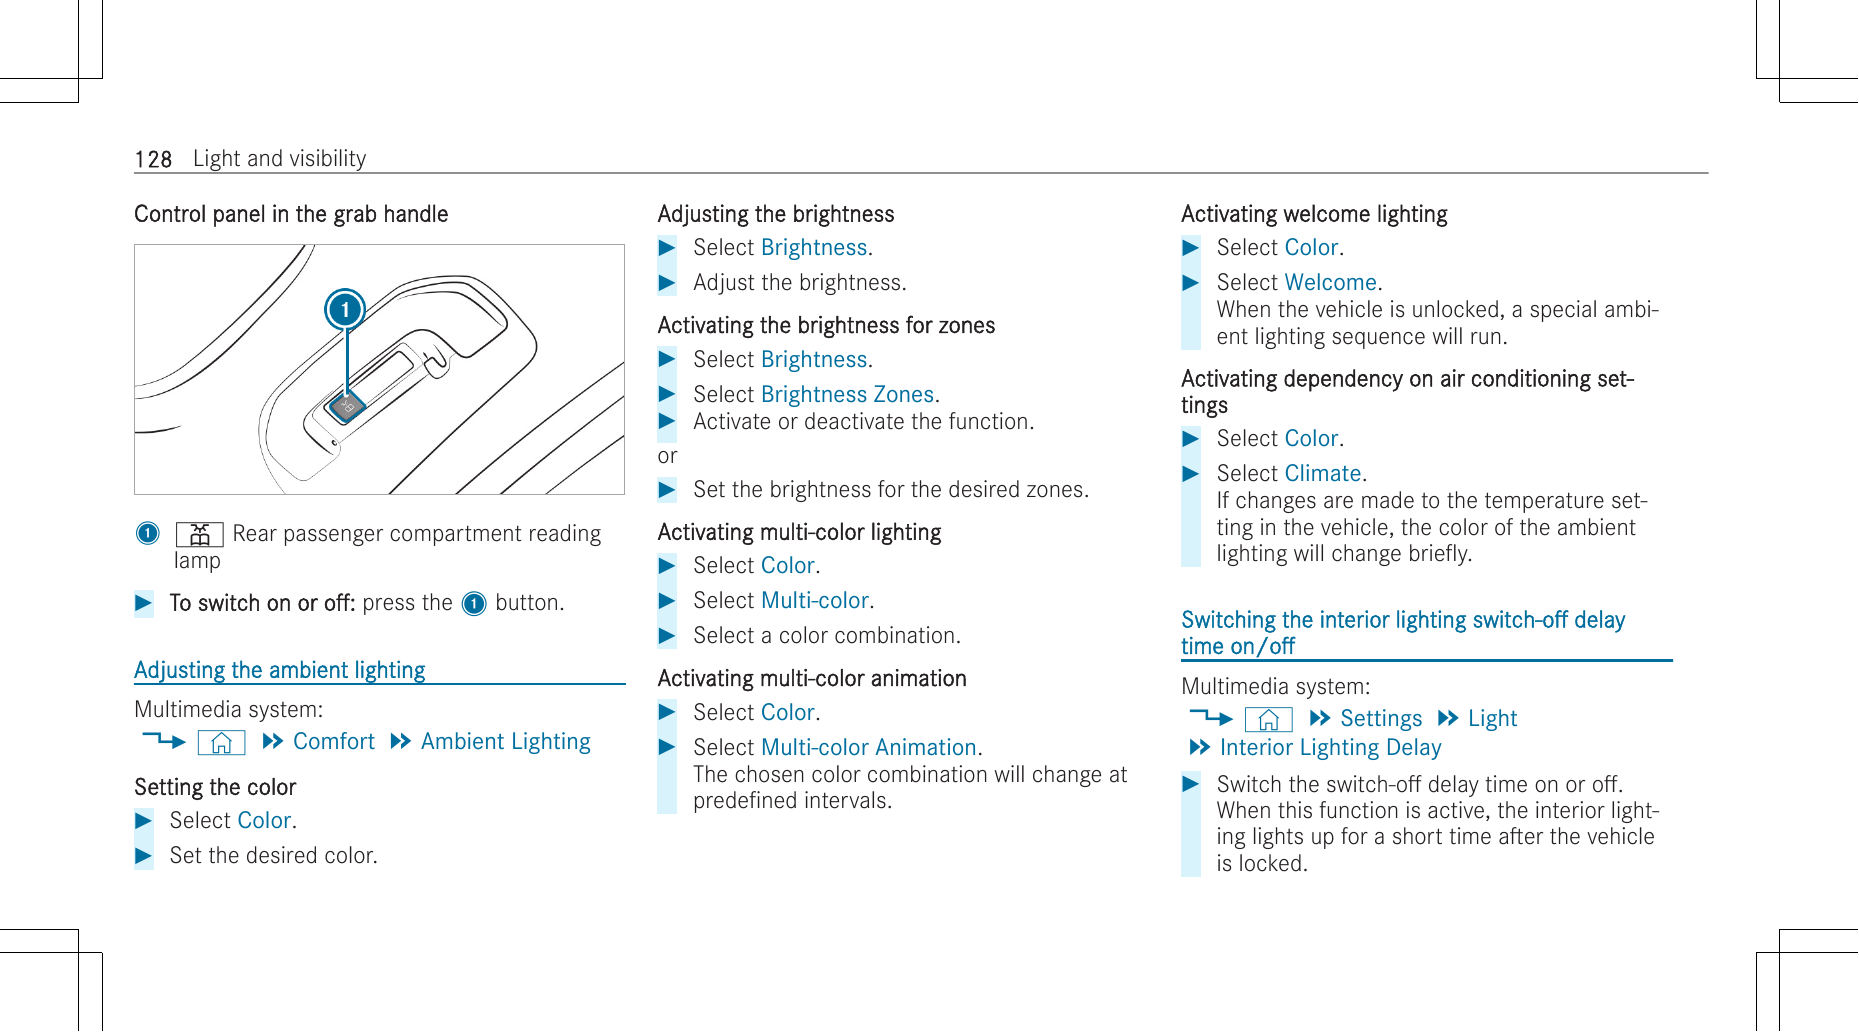 128 Light and visibility
Control panel in the grab handle
1
1 Rear passenger compartment reading
lamp
To switch on or off: press the 1 button.
Adjusting the ambient lighting
Multimedia system:
Comfort Ambient Lighting
Setting the color
Select Color.
Set the desired color.
Adjusting the brightness
Select Brightness.
Adjust the brightness.
Activating the brightness for zones
Select Brightness.
Select Brightness Zones.
Activate or deactivate the function.
or
Set the brightness for the desired zones.
Activating multi-color lighting
Select Color.
Select Multi-color.
Select a color combination.
Activating multi-color animation
Select Color.
Select Multi-color Animation.
The chosen color combination will change at
predefined intervals.
Activating welcome lighting
Select Color.
Select Welcome.
When the vehicle is unlocked, a special ambi-
ent lighting sequence will run.
Activating dependency on air conditioning set-
tings
Select Color.
Select Climate.
If changes are made to the temperature set-
ting in the vehicle, the color of the ambient
lighting will change briefly.
Switching the interior lighting switch-off delay
time on/off
Multimedia system:
Settings Light
Interior Lighting Delay
Switch the switch-off delay time on or off.
When this function is active, the interior light-
ing lights up for a short time after the vehicle
is locked.